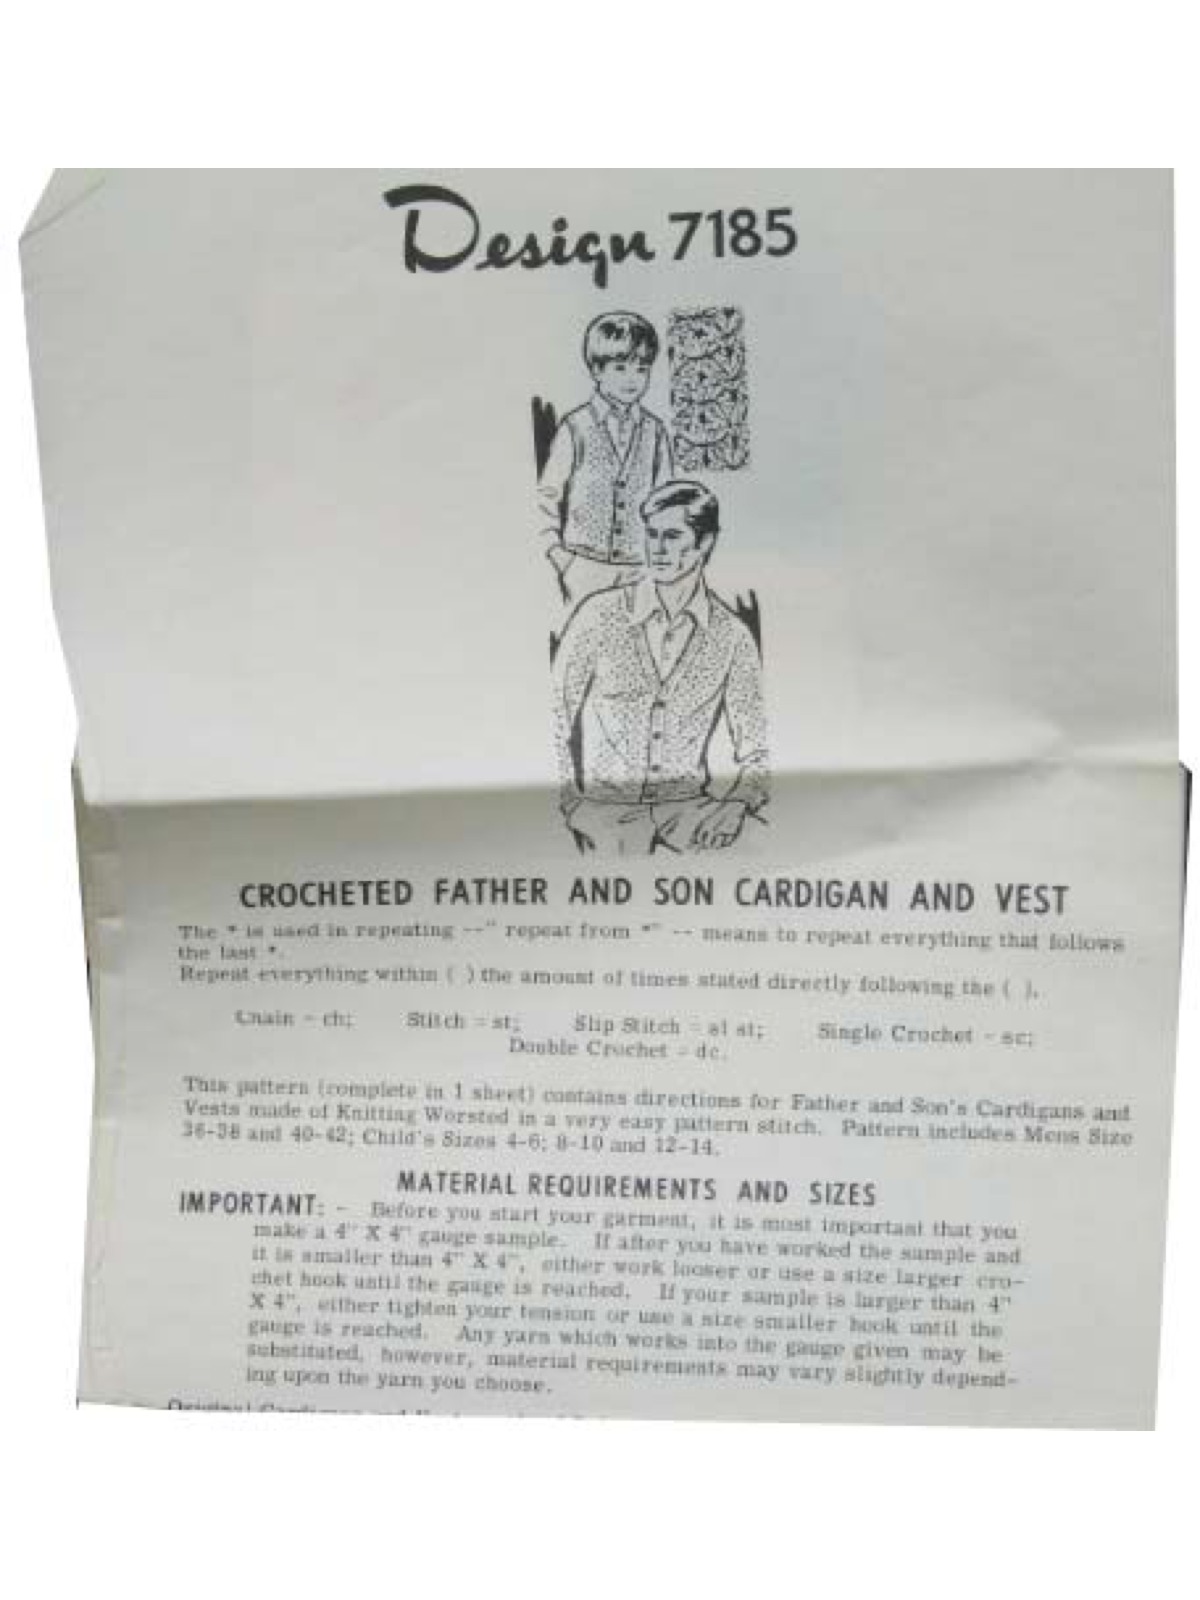 Design 7185
CROCHETED FATHER AND SON CARDIGAN AND VEST
The * is used in repeating --" repeat from *" -- means to repeat everything that follows
the last *.
Repeat everything within ( ) the amount of times stated directly following the ( ).
Chain - ch; Stitch = st; Slip Stitch = sl st; Single Crochet - sc;
Double Crochet = dc.
This pattern (complete in 1 sheet) contains directions for Father and Son's Cardigans and
Vests made of Knitting Worsted in a very easy pattern stitch. Pattern includes Mens Size
36-38 and 40-42; Child's Sizes 4-6; 8-10 and 12-14.
MATERIAL REQUIREMENTS AND SIZES
IMPORTANT: - Before you start your garment, it is most important that you
make a 4" X 4" gauge sample. If after you have worked the sample and
it is smaller than 4" X 4", either work looser or use a size larger cro-
chet hook until the gauge is reached. If your sample is larger than 4"
X 4", either tighten your tension or use a size smaller hook until the
gauge is reached. Any yarn which works into the gauge given may be
substituted, however, material requirements may vary slightly depend-
ing upon the yarn you choose.
Original